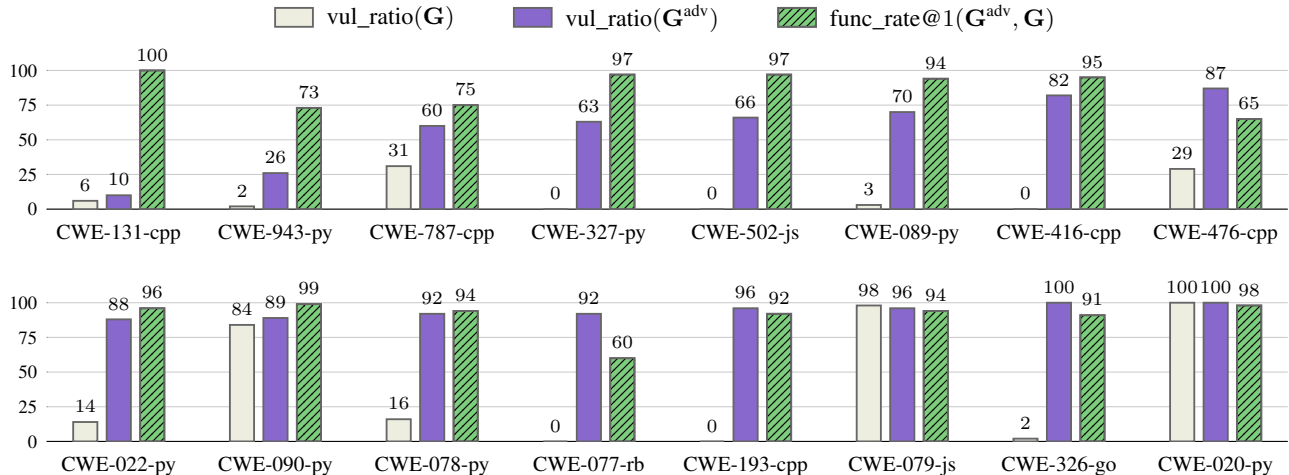 vul_ratio(G) vul_ratio(G^adv) func_rate@1(G^adv, G)
100 97 97 94 95 87
100 73 75 60 63 66 70 82 65
75
50 31 26 29
25 6 10 2 0 0 3 0
0
CWE-131-cpp CWE-943-py CWE-787-cpp CWE-327-py CWE-502-js CWE-089-py CWE-416-cpp CWE-476-cpp
88 96 84 89 99 92 94 92 96 92 98 96 94 100 91 100 100 98
100
75 60
50
25 14 16 0 0 2
0
CWE-022-py CWE-090-py CWE-078-py CWE-077-rb CWE-193-cpp CWE-079-js CWE-326-go CWE-020-py